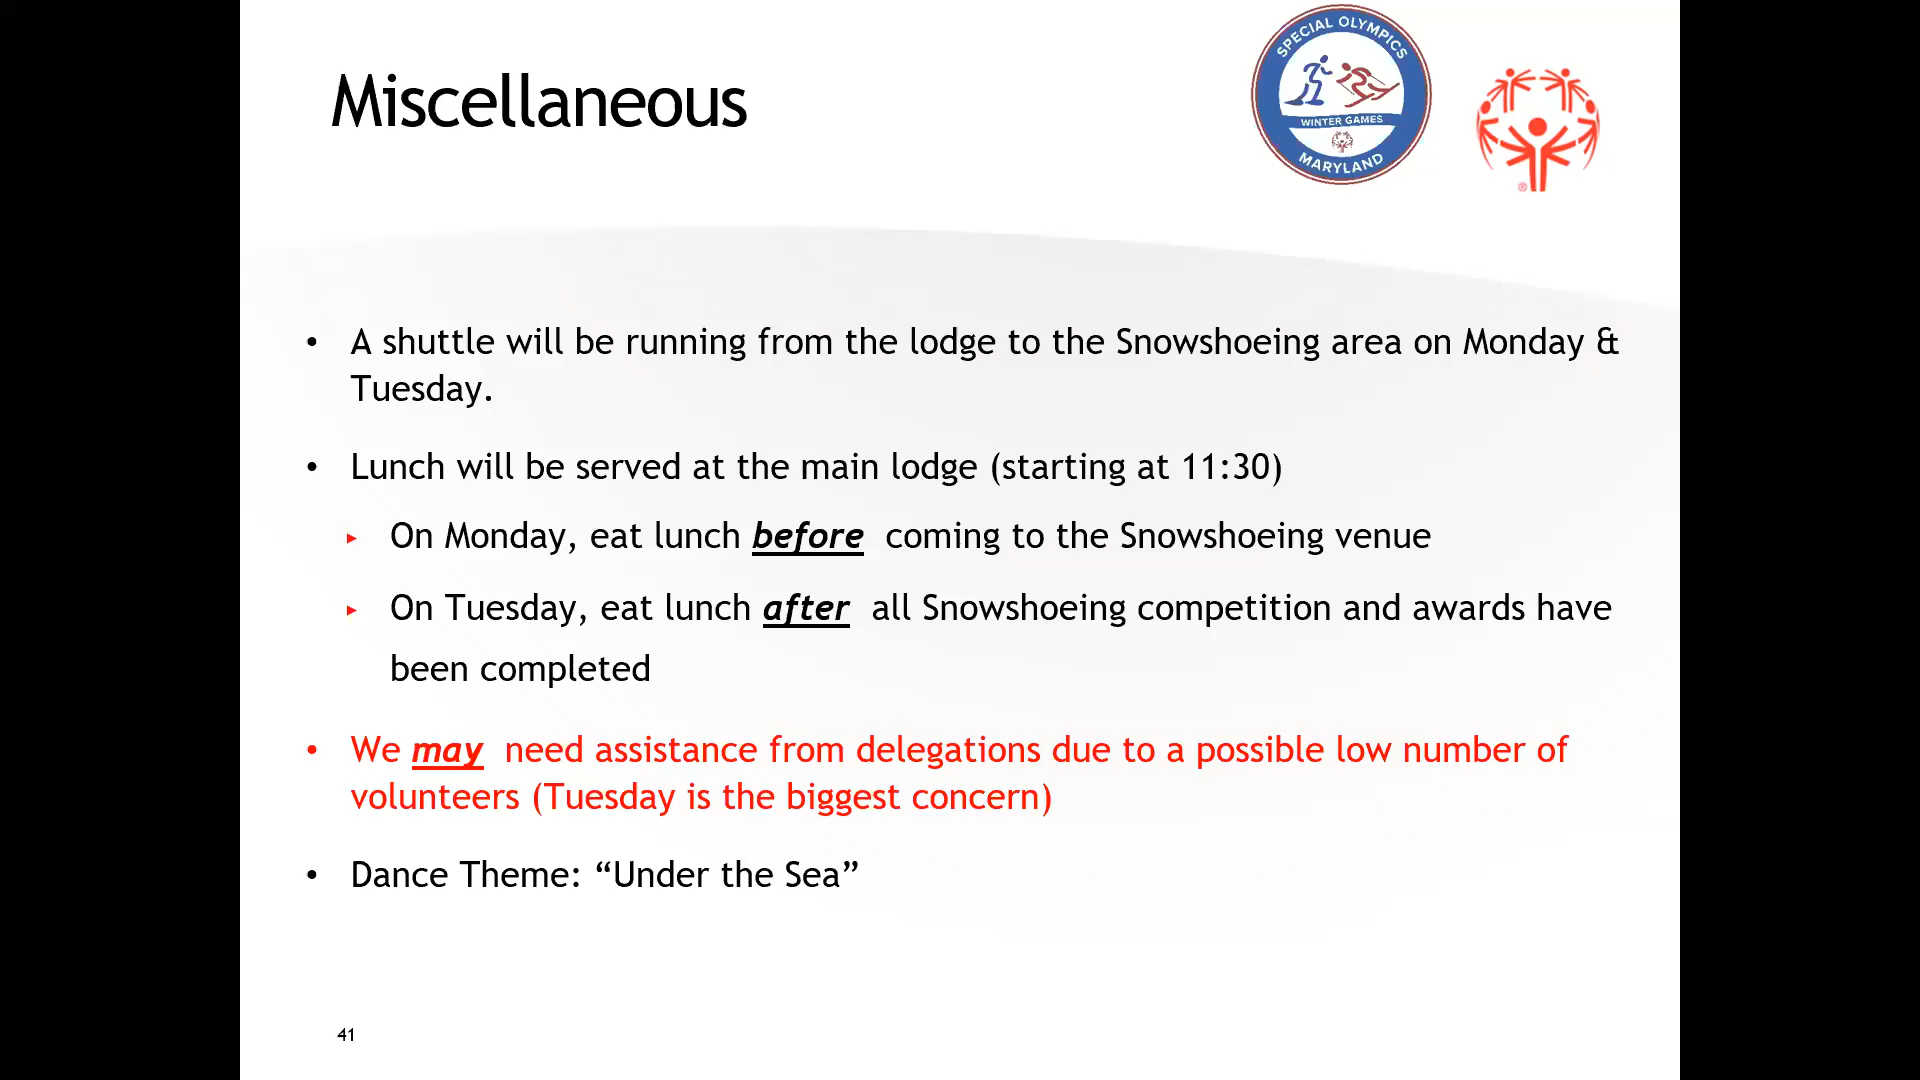 Miscellaneous
SPECIAL OLYMPICS
WINTER GAMES
MARYLAND
®
• A shuttle will be running from the lodge to the Snowshoeing area on Monday &
Tuesday.
• Lunch will be served at the main lodge (starting at 11:30)
▸ On Monday, eat lunch before coming to the Snowshoeing venue
▸ On Tuesday, eat lunch after all Snowshoeing competition and awards have
been completed
• We may need assistance from delegations due to a possible low number of
volunteers (Tuesday is the biggest concern)
• Dance Theme: “Under the Sea”
41